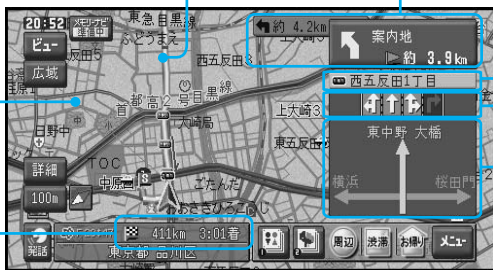 20:52
メモリーナビ
準備中
ビュー
広域
東急目黒線
ふどうまえ
反田5
西五反田3
約 4.2km
案内地
約 3.9km
西五反田1丁目
首都高2号目黒線
大崎局
上大崎3
東五反田
東中野 大橋
横浜
桜田門
日野中
TOC
中原口
ごたんだ
おおさきひろこうじ
詳細
100m
411km 3:01着
東京都 品川区
発話
周辺
渋滞
お帰り
メニュー